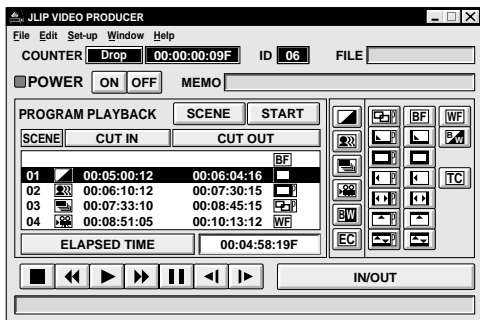 JLIP VIDEO PRODUCER
File Edit Set-up Window Help
COUNTER Drop 00:00:00:09F ID 06 FILE
POWER ON OFF MEMO
PROGRAM PLAYBACK SCENE START
SCENE CUT IN CUT OUT
BF
01 00:05:00:12 00:06:04:16
02 00:06:10:12 00:07:30:15 P
03 00:07:33:10 00:08:45:15 P
04 00:08:51:05 00:10:13:12 WF
ELAPSED TIME 00:04:58:19F
P BF WF
P B/W
P
P TC
P
BW P
EC P
IN/OUT